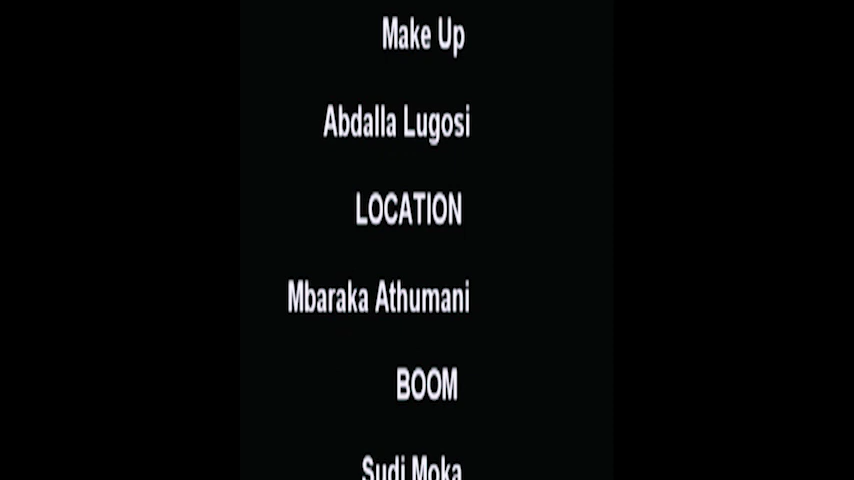 Make Up
Abdalla Lugosi
LOCATION
Mbaraka Athumani
BOOM
Sudi Moka